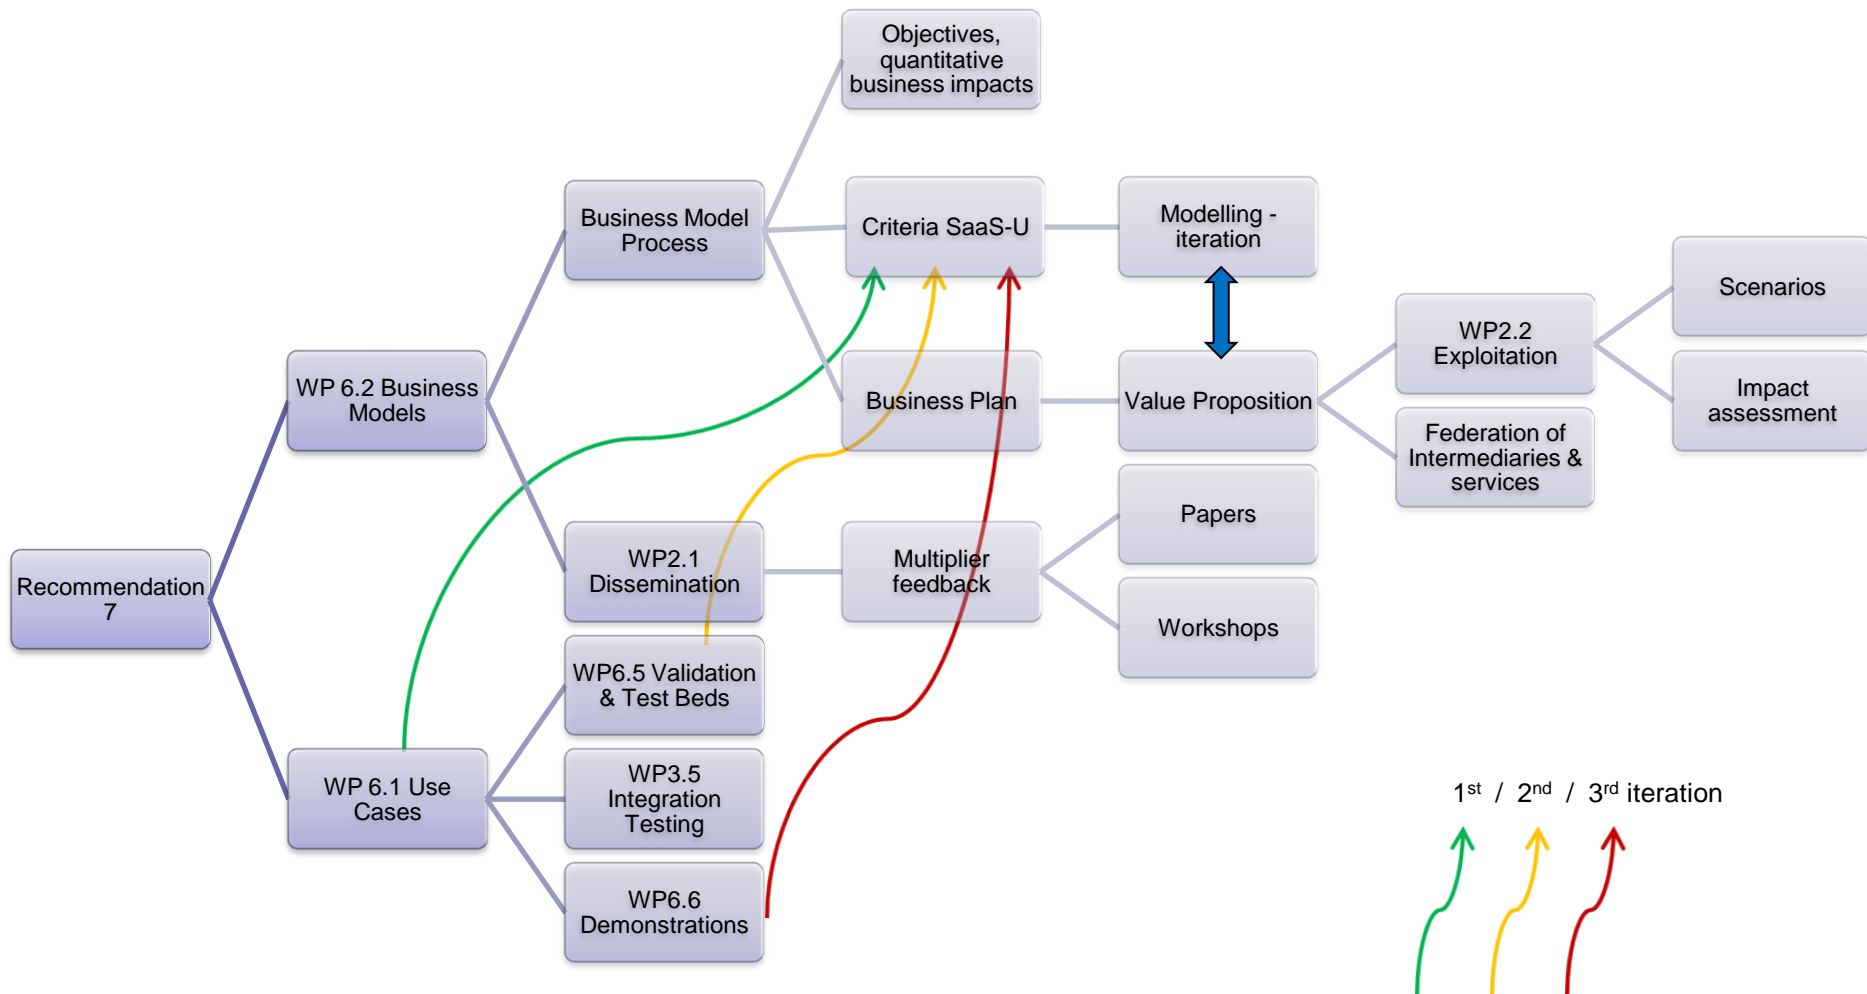 Objectives,
quantitative
business impacts
Business Model
Process
Criteria SaaS-U
Modelling -
iteration
Scenarios
WP2.2
Exploitation
WP 6.2 Business
Models
Business Plan
Value Proposition
Impact
assessment
Federation of
Intermediaries &
services
Papers
Recommendation
7
WP2.1
Dissemination
Multiplier
feedback
Workshops
WP6.5 Validation
& Test Beds
WP 6.1 Use
Cases
WP3.5
Integration
Testing
WP6.6
Demonstrations
1st / 2nd / 3rd iteration